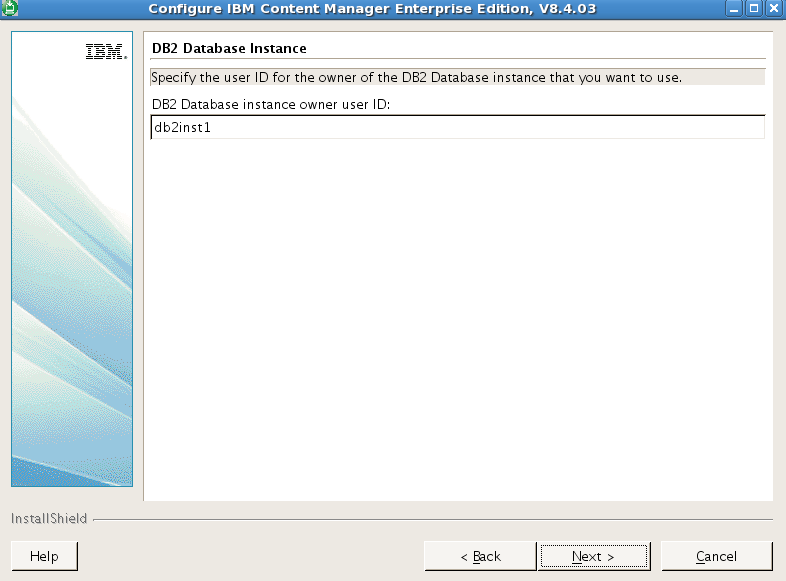 Configure IBM Content Manager Enterprise Edition, V8.4.03
IBM.
DB2 Database Instance
Specify the user ID for the owner of the DB2 Database instance that you want to use.
DB2 Database instance owner user ID:
db2inst1
InstallShield
Help
< Back
Next >
Cancel